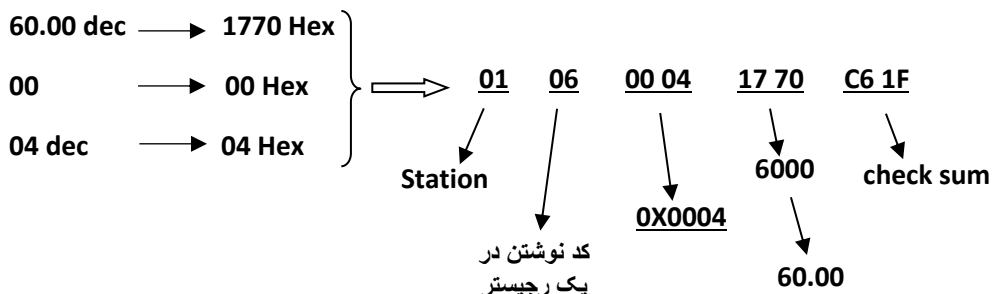 60.00 dec 1770 Hex
00 00 Hex
04 dec 04 Hex
01 06 00 04 17 70 C6 1F
Station
0X0004
6000
check sum
کد نوشتن در
یک رجیستر
60.00